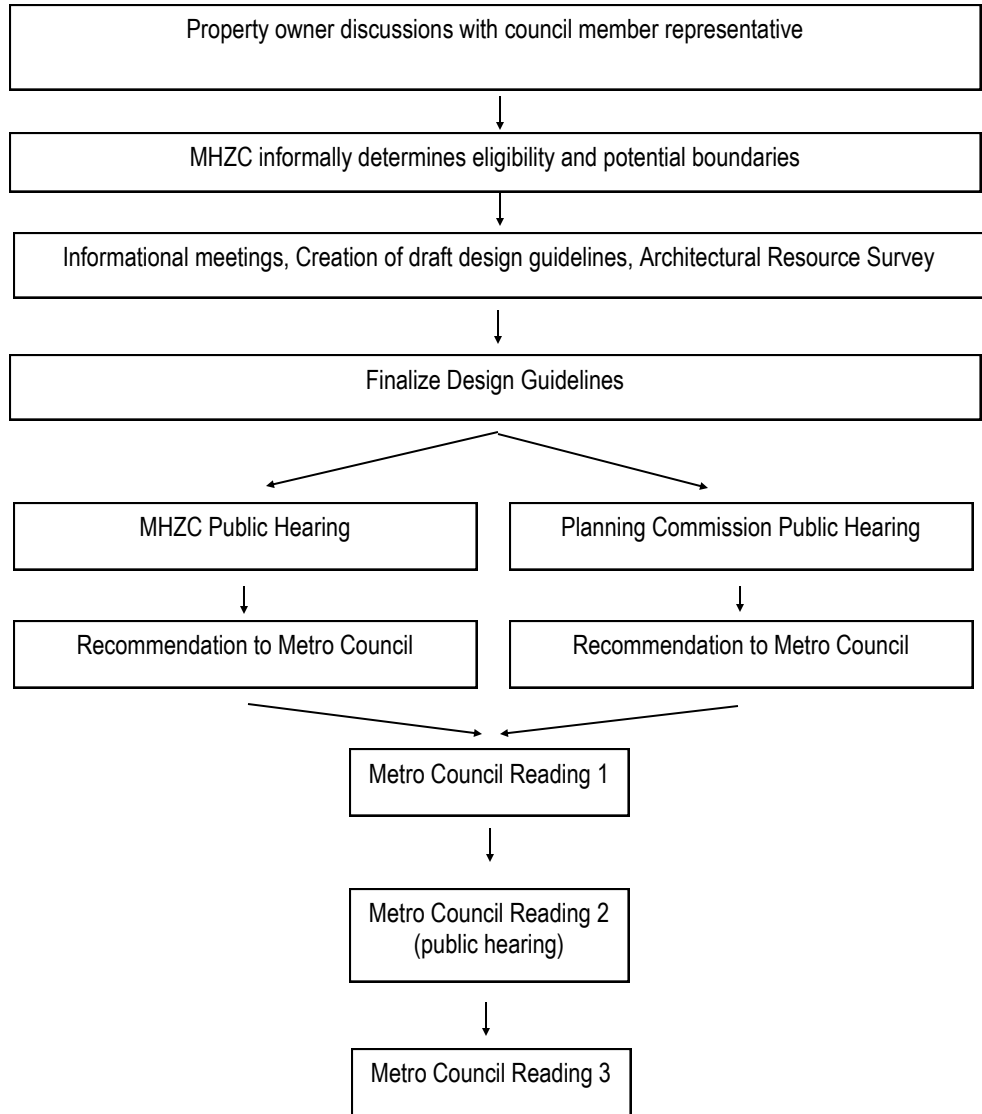 Property owner discussions with council member representative
MHZC informally determines eligibility and potential boundaries
Informational meetings, Creation of draft design guidelines, Architectural Resource Survey
Finalize Design Guidelines
MHZC Public Hearing
Planning Commission Public Hearing
Recommendation to Metro Council
Recommendation to Metro Council
Metro Council Reading 1
Metro Council Reading 2
(public hearing)
Metro Council Reading 3